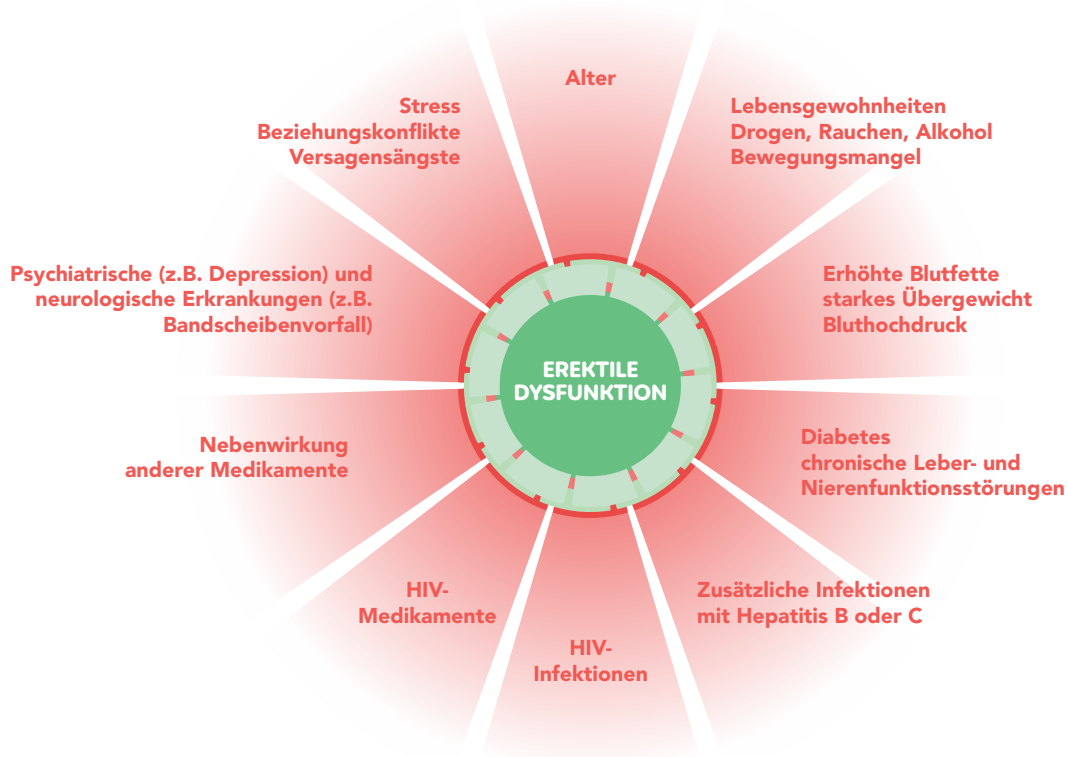 Alter
Lebensgewohnheiten
Drogen, Rauchen, Alkohol
Bewegungsmangel
Erhöhte Blutfette
starkes Übergewicht
Bluthochdruck
Diabetes
chronische Leber- und
Nierenfunktionsstörungen
Zusätzliche Infektionen
mit Hepatitis B oder C
HIV-
Infektionen
HIV-
Medikamente
Nebenwirkung
anderer Medikamente
Psychiatrische (z.B. Depression) und
neurologische Erkrankungen (z.B.
Bandscheibenvorfall)
Stress
Beziehungskonflikte
Versagensängste
EREKTILE
DYSFUNKTION